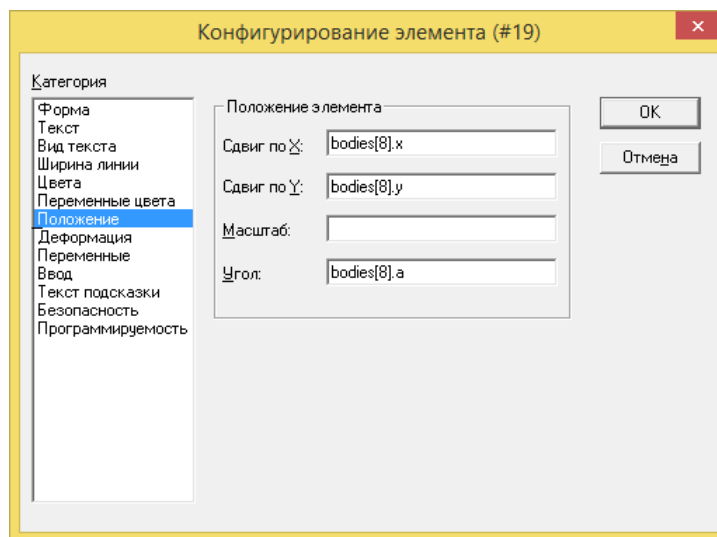 Конфигурирование элемента (#19)
Категория
Форма
Текст
Вид текста
Ширина линии
Цвета
Переменные цвета
Положение
Деформация
Переменные
Ввод
Текст подсказки
Безопасность
Программируемость
Положение элемента
Сдвиг по X: bodies[8].x
Сдвиг по Y: bodies[8].y
Масштаб:
Угол: bodies[8].a
OK
Отмена